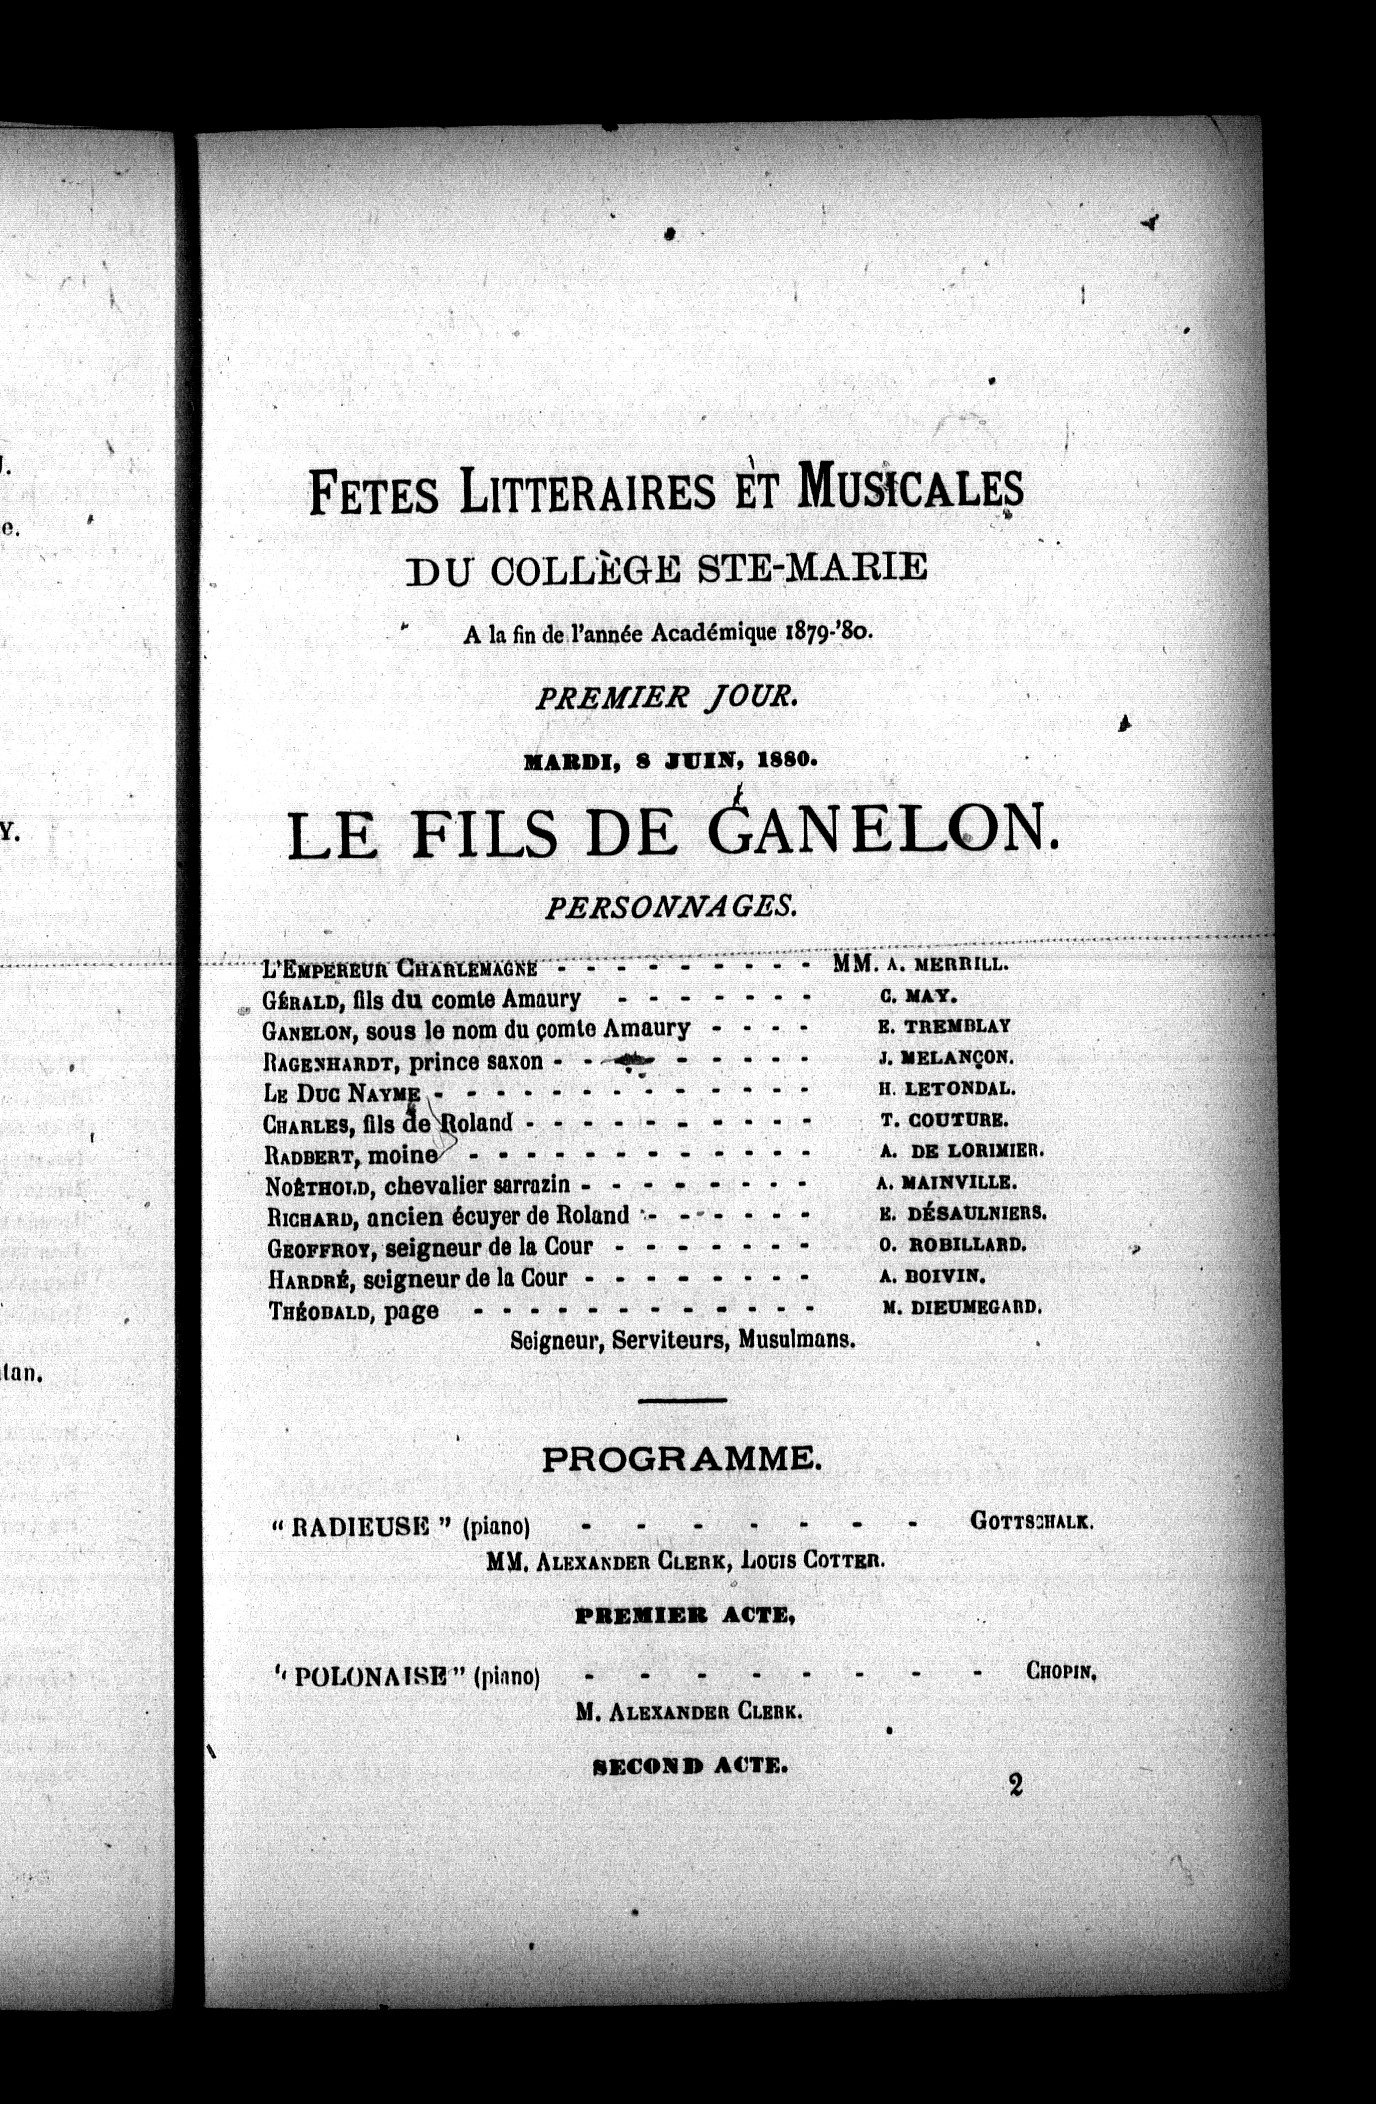 FETES LITTERAIRES ET MUSICALES
DU COLLÈGE STE-MARIE
A la fin de l'année Académique 1879-'80.
PREMIER JOUR.
MARDI, 8 JUIN, 1880.
LE FILS DE GANELON.
PERSONNAGES.
L'EMPEREUR CHARLEMAGNE - - - - - - - - - MM. A. MERRILL.
GÉRALD, fils du comte Amaury - - - - - - - C. MAY.
GANELON, sous le nom du comte Amaury - - - - E. TREMBLAY
RAGENHARDT, prince saxon - - - - - - - - J. MELANÇON.
LE DUC NAYME - - - - - - - - - - - - - H. LETONDAL.
CHARLES, fils de Roland - - - - - - - - - - T. COUTURE.
RADBERT, moine - - - - - - - - - - - - A. DE LORIMIER.
NOÊTHOLD, chevalier sarrazin - - - - - - - - A. MAINVILLE.
RICHARD, ancien écuyer de Roland - - - - - - E. DÉSAULNIERS.
GEOFFROY, seigneur de la Cour - - - - - - - O. ROBILLARD.
HARDRÉ, seigneur de la Cour - - - - - - - - A. BOIVIN.
THÉOBALD, page - - - - - - - - - - - - M. DIEUMEGARD.
Seigneur, Serviteurs, Musulmans.
PROGRAMME.
" RADIEUSE " (piano) - - - - - - - GOTTSCHALK.
MM. ALEXANDER CLERK, LOUIS COTTER.
PREMIER ACTE,
" POLONAISE " (piano) - - - - - - - - CHOPIN,
M. ALEXANDER CLERK.
SECOND ACTE.
2